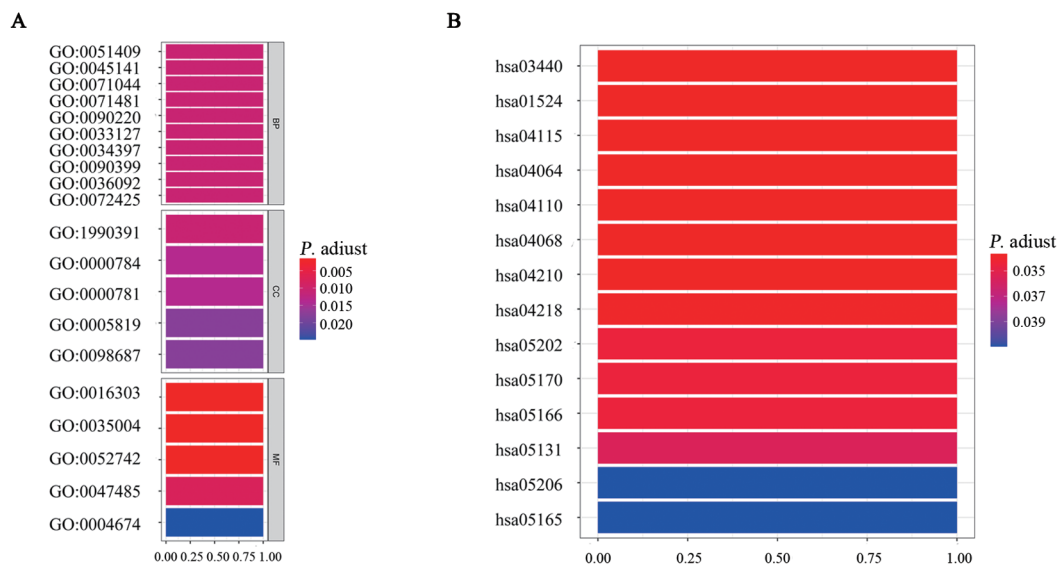 A
GO:0051409
GO:0045141
GO:0071044
GO:0071481
GO:0090220
GO:0033127
GO:0034397
GO:0090399
GO:0036092
GO:0072425
BP
GO:1990391
GO:0000784
GO:0000781
GO:0005819
GO:0098687
CC
GO:0016303
GO:0035004
GO:0052742
GO:0047485
GO:0004674
MF
0.00 0.25 0.50 0.75 1.00
P. adiust
0.005
0.010
0.015
0.020
B
hsa03440
hsa01524
hsa04115
hsa04064
hsa04110
hsa04068
hsa04210
hsa04218
hsa05202
hsa05170
hsa05166
hsa05131
hsa05206
hsa05165
0.00 0.25 0.50 0.75 1.00
P. adiust
0.035
0.037
0.039